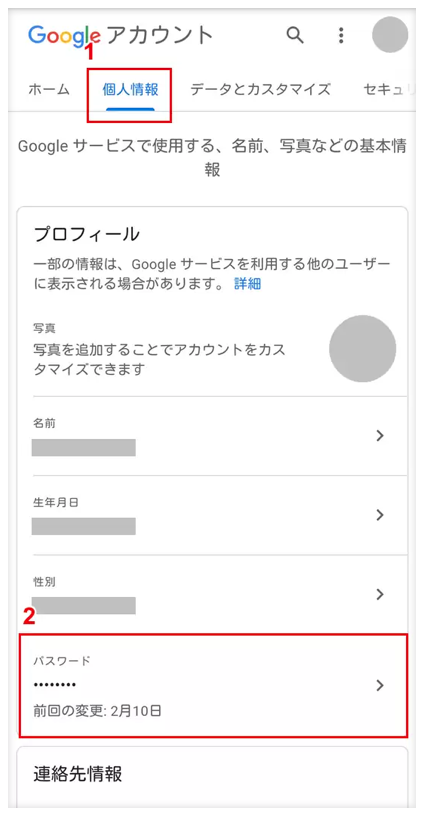 Google アカウント
1
ホーム 個人情報 データとカスタマイズ セキュリ
Google サービスで使用する、名前、写真などの基本情
報
プロフィール
一部の情報は、Google サービスを利用する他のユーザー
に表示される場合があります。 詳細
写真
写真を追加することでアカウントをカス
タマイズできます
名前
生年月日
性別
2
パスワード
••••••••
前回の変更: 2月10日
連絡先情報